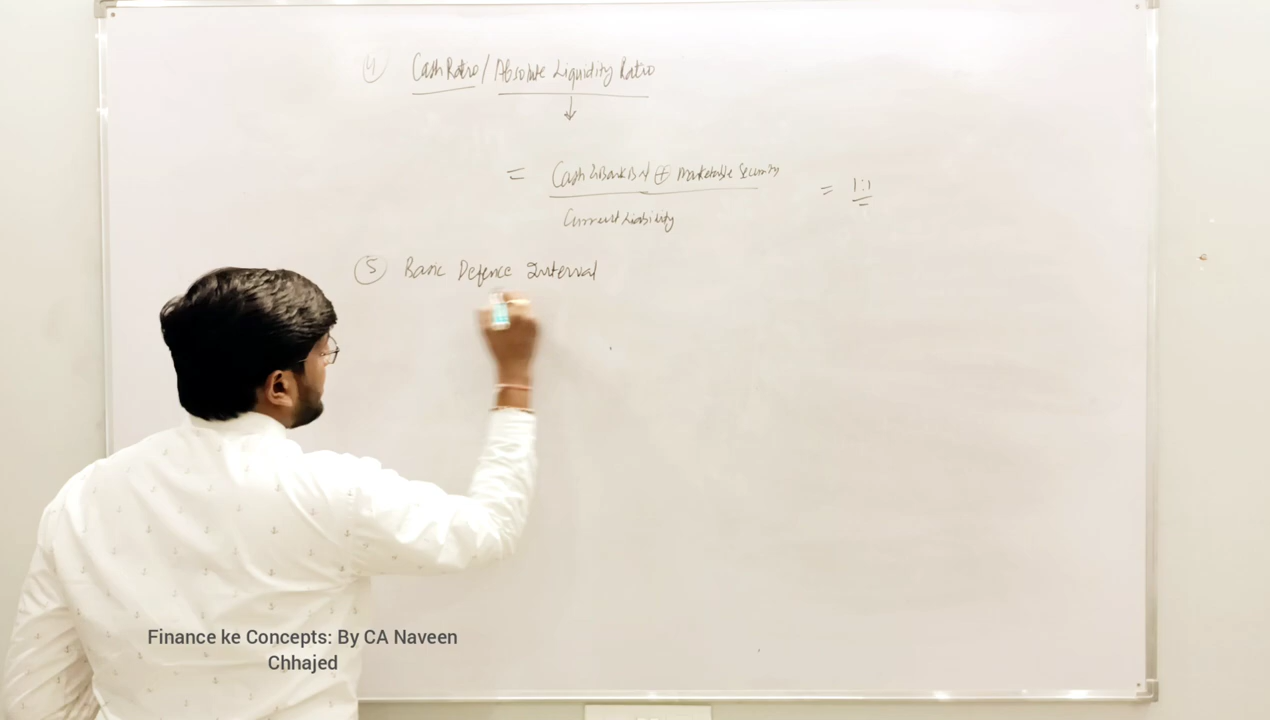 4 Cash Ratio / Absolute Liquidity Ratio
↓
= Cash & Bank Bal ⊕ Marketable Security
Current Liability
= 1:1
5 Basic Defence Interval
Finance ke Concepts: By CA Naveen
Chhajed